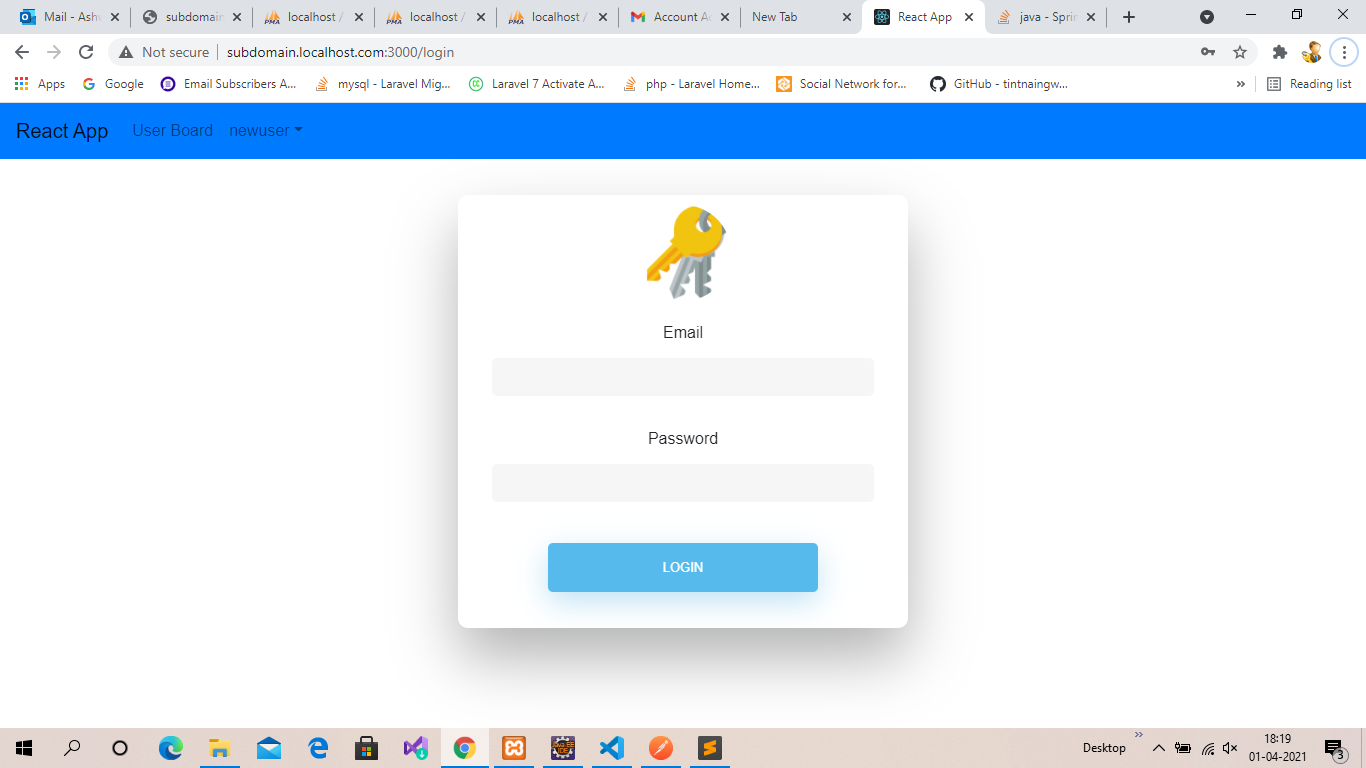 Mail - Ash
subdomain
localhost /
localhost /
localhost /
Account Ac
New Tab
React App
java - Sprin
Not secure
subdomain.localhost.com:3000/login
Apps
Google
Email Subscribers A...
mysql - Laravel Mig...
Laravel 7 Activate A...
php - Laravel Home...
Social Network for...
GitHub - tintnaingw...
»
Reading list
React App
User Board
newuser
Email
Password
LOGIN
Desktop
18:19
01-04-2021
3